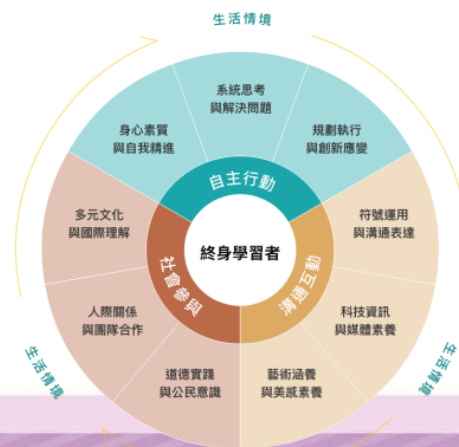 生活情境
系統思考
與解決問題
身心素質
與自我精進
規劃執行
與創新應變
自主行動
多元文化
與國際理解
符號運用
與溝通表達
終身學習者
社會參與
溝通互動
人際關係
與團隊合作
科技資訊
與媒體素養
道德實踐
與公民意識
藝術涵養
與美感素養
生活情境
生活情境